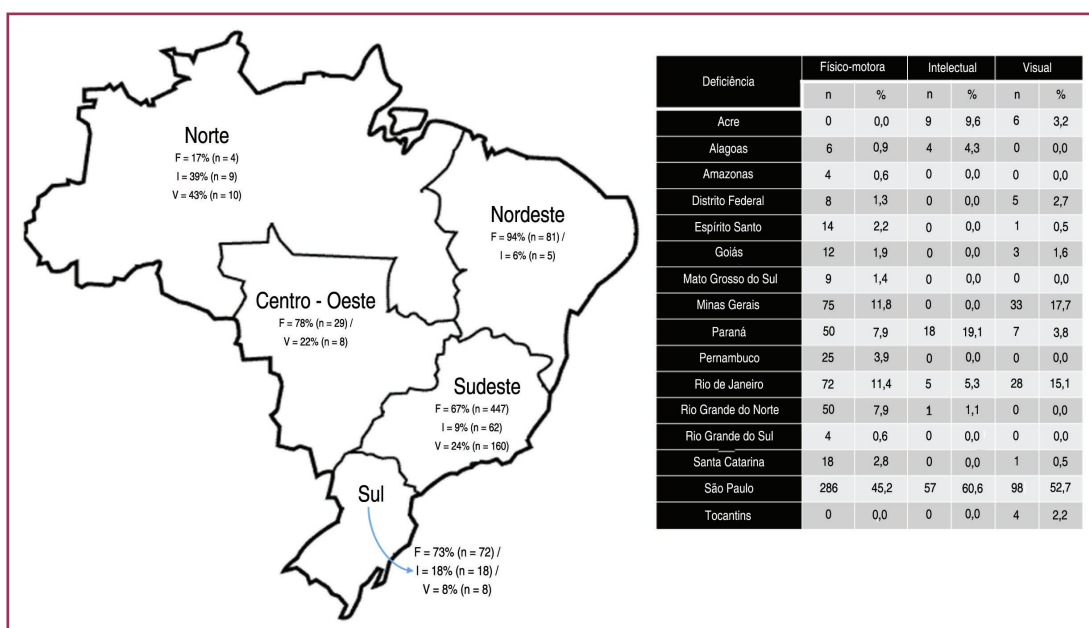 Norte
F = 17% (n = 4)
I = 39% (n = 9)
V = 43% (n = 10)
Nordeste
F = 94% (n = 81) /
I = 6% (n = 5)
Centro - Oeste
F = 78% (n = 29) /
V = 22% (n = 8)
Sudeste
F = 67% (n = 447)
I = 9% (n = 62)
V = 24% (n = 160)
Sul
F = 73% (n = 72) /
I = 18% (n = 18) /
V = 8% (n = 8)
Deficiência Físico-motora Intelectual Visual
n % n % n %
Acre 0 0,0 9 9,6 6 3,2
Alagoas 6 0,9 4 4,3 0 0,0
Amazonas 4 0,6 0 0,0 0 0,0
Distrito Federal 8 1,3 0 0,0 5 2,7
Espírito Santo 14 2,2 0 0,0 1 0,5
Goiás 12 1,9 0 0,0 3 1,6
Mato Grosso do Sul 9 1,4 0 0,0 0 0,0
Minas Gerais 75 11,8 0 0,0 33 17,7
Paraná 50 7,9 18 19,1 7 3,8
Pernambuco 25 3,9 0 0,0 0 0,0
Rio de Janeiro 72 11,4 5 5,3 28 15,1
Rio Grande do Norte 50 7,9 1 1,1 0 0,0
Rio Grande do Sul 4 0,6 0 0,0 0 0,0
Santa Catarina 18 2,8 0 0,0 1 0,5
São Paulo 286 45,2 57 60,6 98 52,7
Tocantins 0 0,0 0 0,0 4 2,2